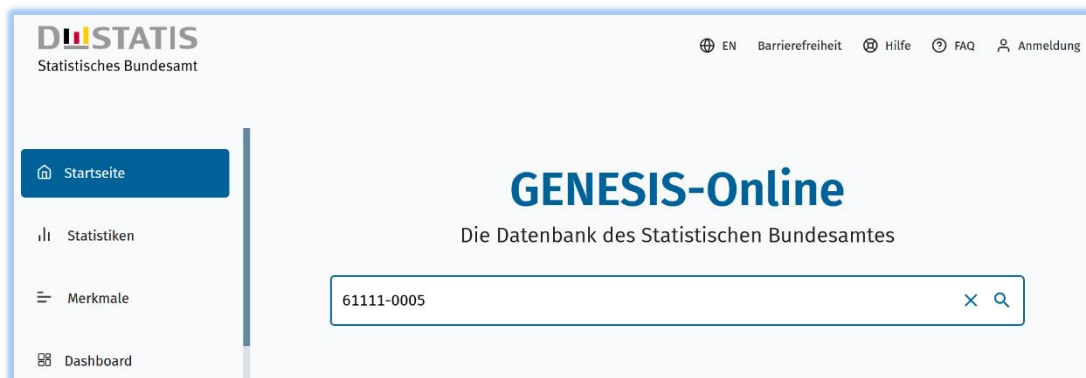 DESTATIS
Statistisches Bundesamt
EN Barrierefreiheit Hilfe FAQ Anmeldung
Startseite
Statistiken
Merkmale
Dashboard
GENESIS-Online
Die Datenbank des Statistischen Bundesamtes
61111-0005